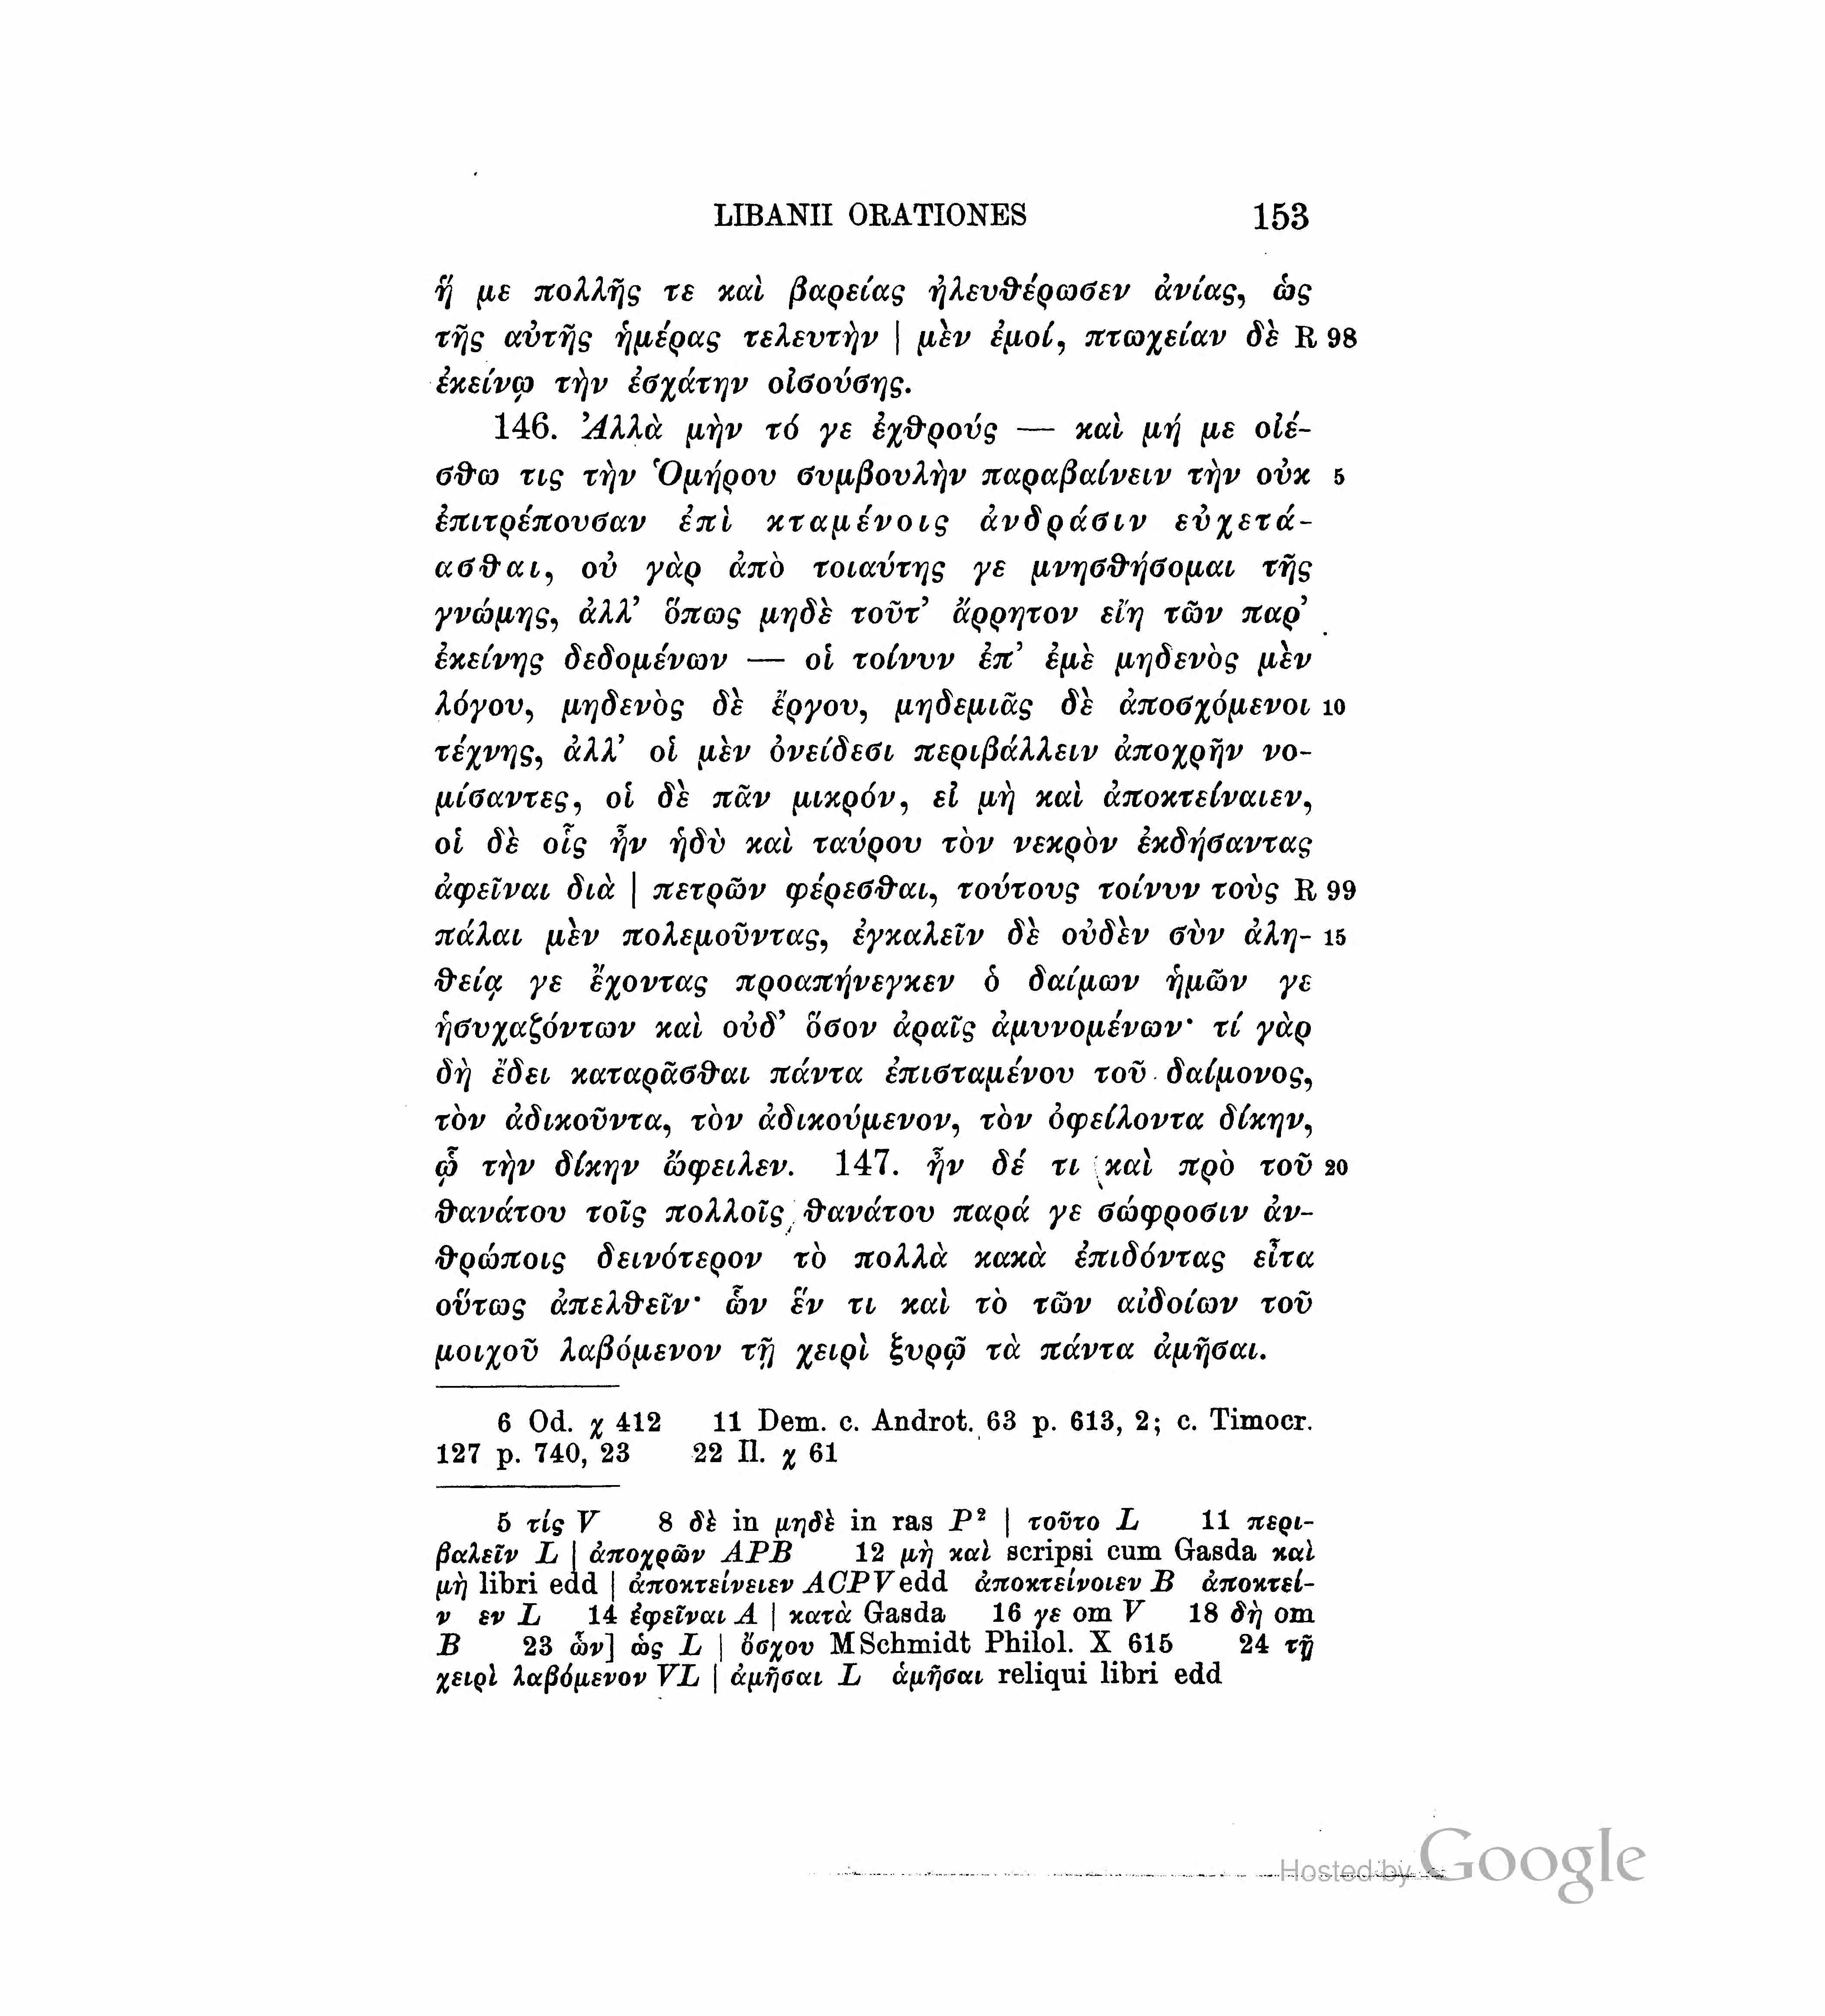 LIBANII ORATIONES 153
ἥ με πολλῆς τε καὶ βαρείας ἠλευθέρωσεν ἀνίας, ὡς
τῆς αὐτῆς ἡμέρας τελευτὴν | μὲν ἐμοί, πτωχείαν δὲ R 98
ἐκείνῳ τὴν ἐσχάτην οἰσούσης.
146. Ἀλλὰ μὴν τό γε ἐχθρούς — καὶ μή με οἰέ-
σθω τις τὴν Ὁμήρου συμβουλὴν παραβαίνειν τὴν οὐκ 5
ἐπιτρέπουσαν ἐπὶ κταμένοις ἀνδράσιν εὐχετά-
ασθαι, οὐ γὰρ ἀπὸ τοιαύτης γε μνησθήσομαι τῆς
γνώμης, ἀλλ’ ὅπως μηδὲ τοῦτ’ ἄρρητον εἴη τῶν παρ’
ἐκείνης δεδομένων — οἱ τοίνυν ἐπ’ ἐμὲ μηδενὸς μὲν
λόγου, μηδενὸς δὲ ἔργου, μηδεμιᾶς δὲ ἀποσχόμενοι 10
τέχνης, ἀλλ’ οἱ μὲν ὀνείδεσι περιβάλλειν ἀποχρῆν νο-
μίσαντες, οἱ δὲ πᾶν μικρόν, εἰ μὴ καὶ ἀποκτείναιεν,
οἱ δὲ οἷς ἦν ἡδὺ καὶ ταύρου τὸν νεκρὸν ἐκδήσαντας
ἀφεῖναι διὰ | πετρῶν φέρεσθαι, τούτους τοίνυν τοὺς R 99
πάλαι μὲν πολεμοῦντας, ἐγκαλεῖν δὲ οὐδὲν σὺν ἀλη- 15
θείᾳ γε ἔχοντας προαπήνεγκεν ὁ δαίμων ἡμῶν γε
ἡσυχαζόντων καὶ οὐδ’ ὅσον ἀραῖς ἀμυνομένων· τί γὰρ
δὴ ἔδει καταρᾶσθαι πάντα ἐπισταμένου τοῦ δαίμονος,
τὸν ἀδικοῦντα, τὸν ἀδικούμενον, τὸν ὀφείλοντα δίκην,
ᾧ τὴν δίκην ὤφειλεν. 147. ἦν δέ τι καὶ πρὸ τοῦ 20
θανάτου τοῖς πολλοῖς θανάτου παρά γε σώφροσιν ἀν-
θρώποις δεινότερον τὸ πολλὰ κακὰ ἐπιδόντας εἶτα
οὕτως ἀπελθεῖν· ὧν ἕν τι καὶ τὸ τῶν αἰδοίων τοῦ
μοιχοῦ λαβόμενον τῇ χειρὶ ξυρῷ τὰ πάντα ἀμῆσαι.
6 Od. χ 412 11 Dem. c. Androt. 63 p. 613, 2; c. Timocr.
127 p. 740, 23 22 Il. χ 61
5 τίς V 8 δὲ in μηδὲ in ras P² | τοῦτο L 11 περι-
βαλεῖν L | ἀποχρῶν APB 12 μὴ καὶ scripsi cum Gasda καὶ
μὴ libri edd | ἀποκτείνειεν ACPV edd ἀποκτείνοιεν B ἀποκτεί-
ν εν L 14 ἐφεῖναι A | κατὰ Gasda 16 γε om V 18 δὴ om
B 23 ὧν] ὡς L | ὄσχου MSchmidt Philol. X 615 24 τῇ
χειρὶ λαβόμενον VL | ἀμῆσαι L ἁμῆσαι reliqui libri edd
Hosted by Google